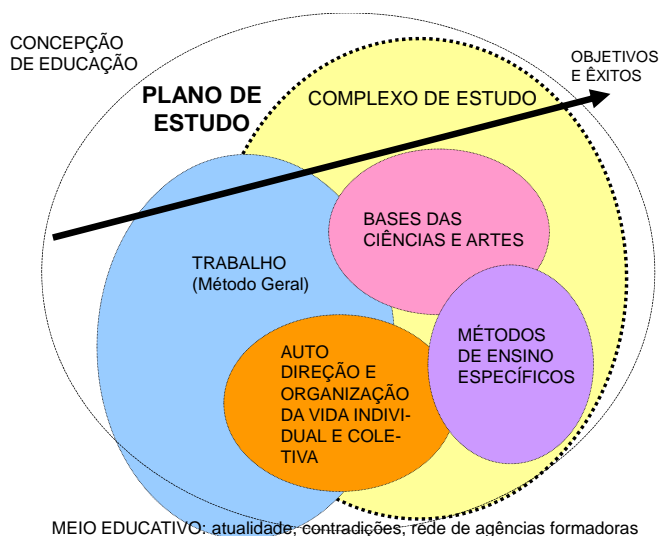 CONCEPÇÃO
DE EDUCAÇÃO
PLANO DE
ESTUDO
COMPLEXO DE ESTUDO
OBJETIVOS
E ÊXITOS
BASES DAS
CIÊNCIAS E ARTES
TRABALHO
(Método Geral)
MÉTODOS
DE ENSINO
ESPECÍFICOS
AUTO
DIREÇÃO E
ORGANIZAÇÃO
DA VIDA INDIVI-
DUAL E COLE-
TIVA
MEIO EDUCATIVO: atualidade, contradições, rede de agências formadoras